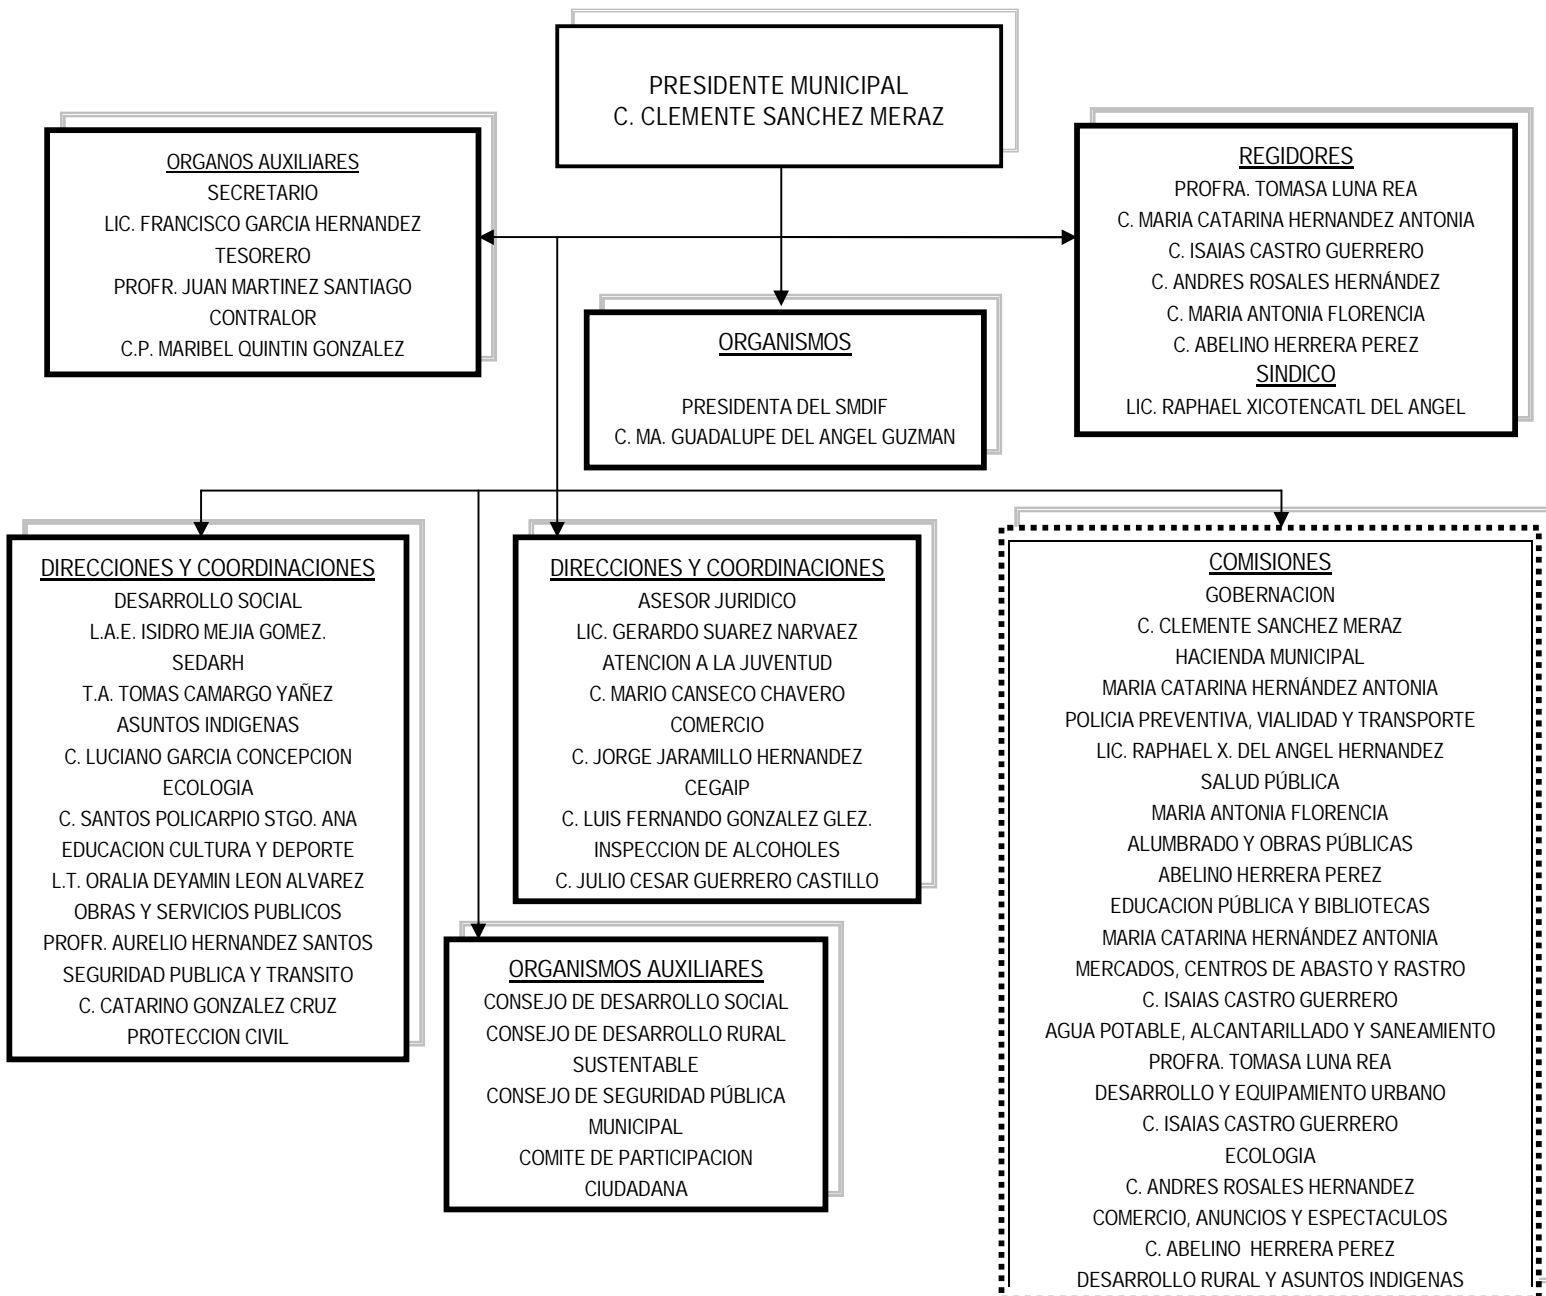 PRESIDENTE MUNICIPAL
C. CLEMENTE SANCHEZ MERAZ
ORGANOS AUXILIARES
SECRETARIO
LIC. FRANCISCO GARCIA HERNANDEZ
TESORERO
PROFR. JUAN MARTINEZ SANTIAGO
CONTRALOR
C.P. MARIBEL QUINTIN GONZALEZ
REGIDORES
PROFRA. TOMASA LUNA REA
C. MARIA CATARINA HERNANDEZ ANTONIA
C. ISAIAS CASTRO GUERRERO
C. ANDRES ROSALES HERNÁNDEZ
C. MARIA ANTONIA FLORENCIA
C. ABELINO HERRERA PEREZ
SINDICO
LIC. RAPHAEL XICOTENCATL DEL ANGEL
ORGANISMOS
PRESIDENTA DEL SMDIF
C. MA. GUADALUPE DEL ANGEL GUZMAN
DIRECCIONES Y COORDINACIONES
DESARROLLO SOCIAL
L.A.E. ISIDRO MEJIA GOMEZ.
SEDARH
T.A. TOMAS CAMARGO YAÑEZ
ASUNTOS INDIGENAS
C. LUCIANO GARCIA CONCEPCION
ECOLOGIA
C. SANTOS POLICARPIO STGO. ANA
EDUCACION CULTURA Y DEPORTE
L.T. ORALIA DEYAMIN LEON ALVAREZ
OBRAS Y SERVICIOS PUBLICOS
PROFR. AURELIO HERNANDEZ SANTOS
SEGURIDAD PUBLICA Y TRANSITO
C. CATARINO GONZALEZ CRUZ
PROTECCION CIVIL
DIRECCIONES Y COORDINACIONES
ASESOR JURIDICO
LIC. GERARDO SUAREZ NARVAEZ
ATENCION A LA JUVENTUD
C. MARIO CANSECO CHAVERO
COMERCIO
C. JORGE JARAMILLO HERNANDEZ
CEGAIP
C. LUIS FERNANDO GONZALEZ GLEZ.
INSPECCION DE ALCOHOLES
C. JULIO CESAR GUERRERO CASTILLO
ORGANISMOS AUXILIARES
CONSEJO DE DESARROLLO SOCIAL
CONSEJO DE DESARROLLO RURAL
SUSTENTABLE
CONSEJO DE SEGURIDAD PÚBLICA
MUNICIPAL
COMITE DE PARTICIPACION
CIUDADANA
COMISIONES
GOBERNACION
C. CLEMENTE SANCHEZ MERAZ
HACIENDA MUNICIPAL
MARIA CATARINA HERNÁNDEZ ANTONIA
POLICIA PREVENTIVA, VIALIDAD Y TRANSPORTE
LIC. RAPHAEL X. DEL ANGEL HERNANDEZ
SALUD PÚBLICA
MARIA ANTONIA FLORENCIA
ALUMBRADO Y OBRAS PÚBLICAS
ABELINO HERRERA PEREZ
EDUCACION PÚBLICA Y BIBLIOTECAS
MARIA CATARINA HERNÁNDEZ ANTONIA
MERCADOS, CENTROS DE ABASTO Y RASTRO
C. ISAIAS CASTRO GUERRERO
AGUA POTABLE, ALCANTARILLADO Y SANEAMIENTO
PROFRA. TOMASA LUNA REA
DESARROLLO Y EQUIPAMIENTO URBANO
C. ISAIAS CASTRO GUERRERO
ECOLOGIA
C. ANDRES ROSALES HERNANDEZ
COMERCIO, ANUNCIOS Y ESPECTACULOS
C. ABELINO HERRERA PEREZ
DESARROLLO RURAL Y ASUNTOS INDIGENAS